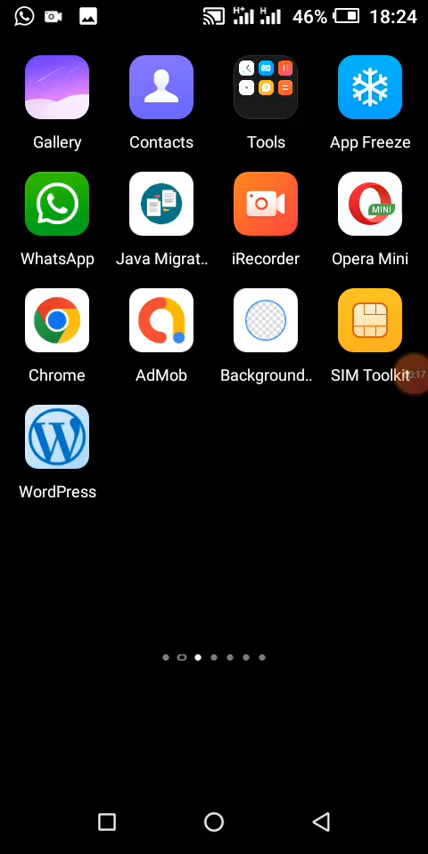 46% 18:24
Gallery Contacts Tools App Freeze
MINI
WhatsApp Java Migrat.. iRecorder Opera Mini
Chrome AdMob Background.. SIM Toolkit
WordPress